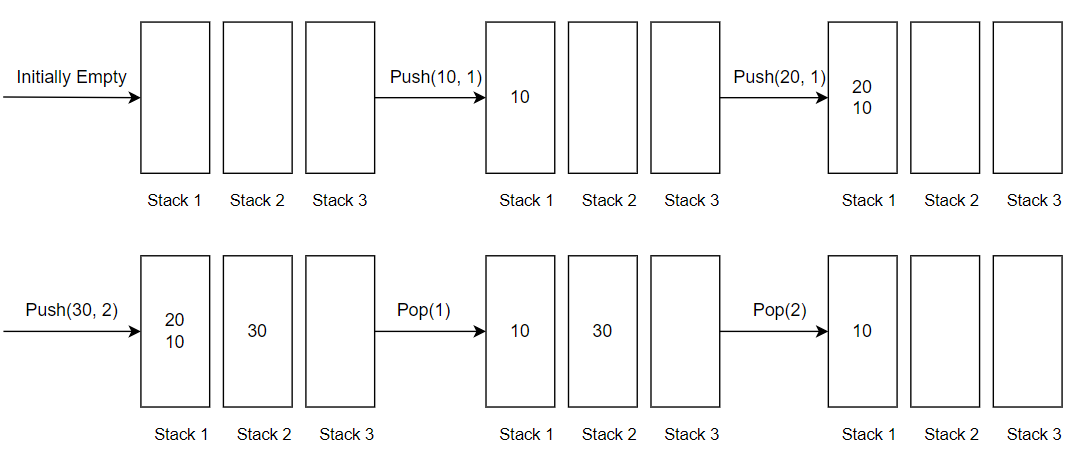 Initially Empty
Push(10, 1)
10
Push(20, 1)
20
10
Stack 1
Stack 2
Stack 3
Stack 1
Stack 2
Stack 3
Stack 1
Stack 2
Stack 3
Push(30, 2)
20
10
30
Pop(1)
10
30
Pop(2)
10
Stack 1
Stack 2
Stack 3
Stack 1
Stack 2
Stack 3
Stack 1
Stack 2
Stack 3